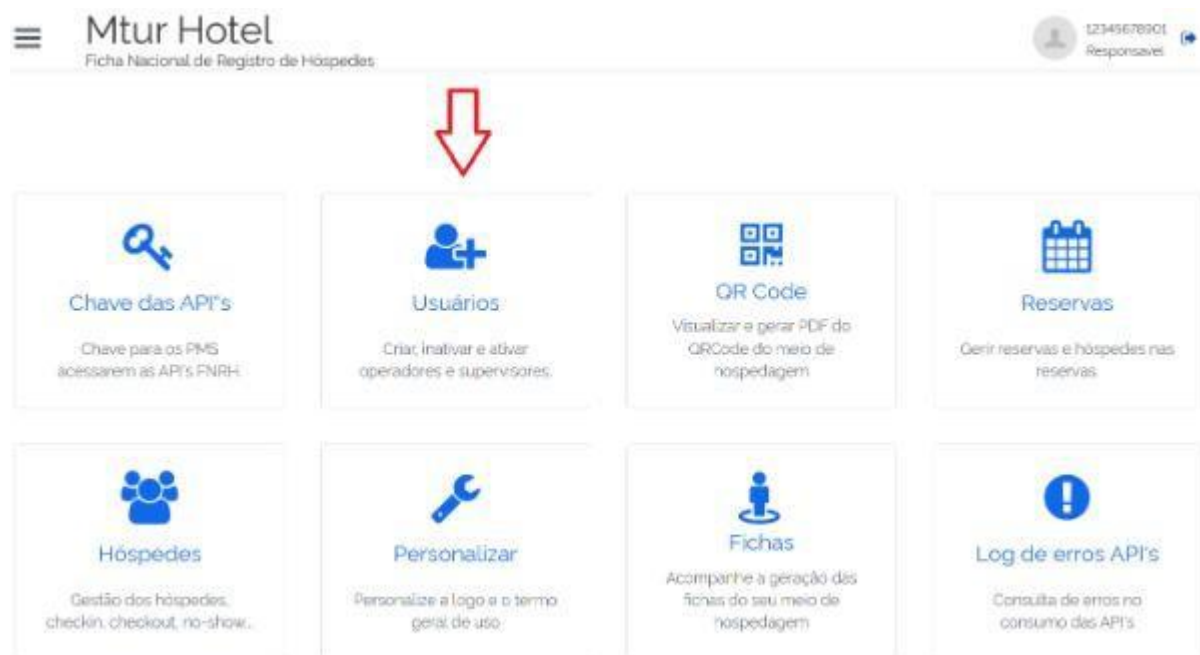 Mtur Hotel
Ficha Nacional de Registro de Hóspedes
12345678901
Responsavel
Chave das API"s
Chave para os PMS
acessarem as API's FNRH.
Usuários
Criar, inativar e ativar
operadores e supervisores.
QR Code
Visualizar e gerar PDF do
QRCode do meio de
hospedagem
Reservas
Gerir reservas e hóspedes nas
reservas
Hóspedes
Gestão dos hóspedes,
checkin, checkout, no-show...
Personalizar
Personalize a logo e o termo
geral de uso
Fichas
Acompanhe a geração das
fichas do seu meio de
hospedagem
Log de erros API's
Consulta de erros no
consumo das API's